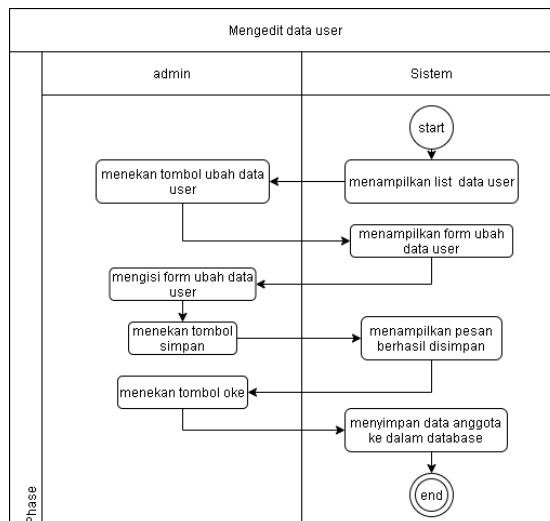 Mengedit data user
admin
Sistem
start
menampilkan list data user
menekan tombol ubah data
user
menampilkan form ubah
data user
mengisi form ubah data
user
menekan tombol
simpan
menampilkan pesan
berhasil disimpan
menekan tombol oke
menyimpan data anggota
ke dalam database
end
Phase